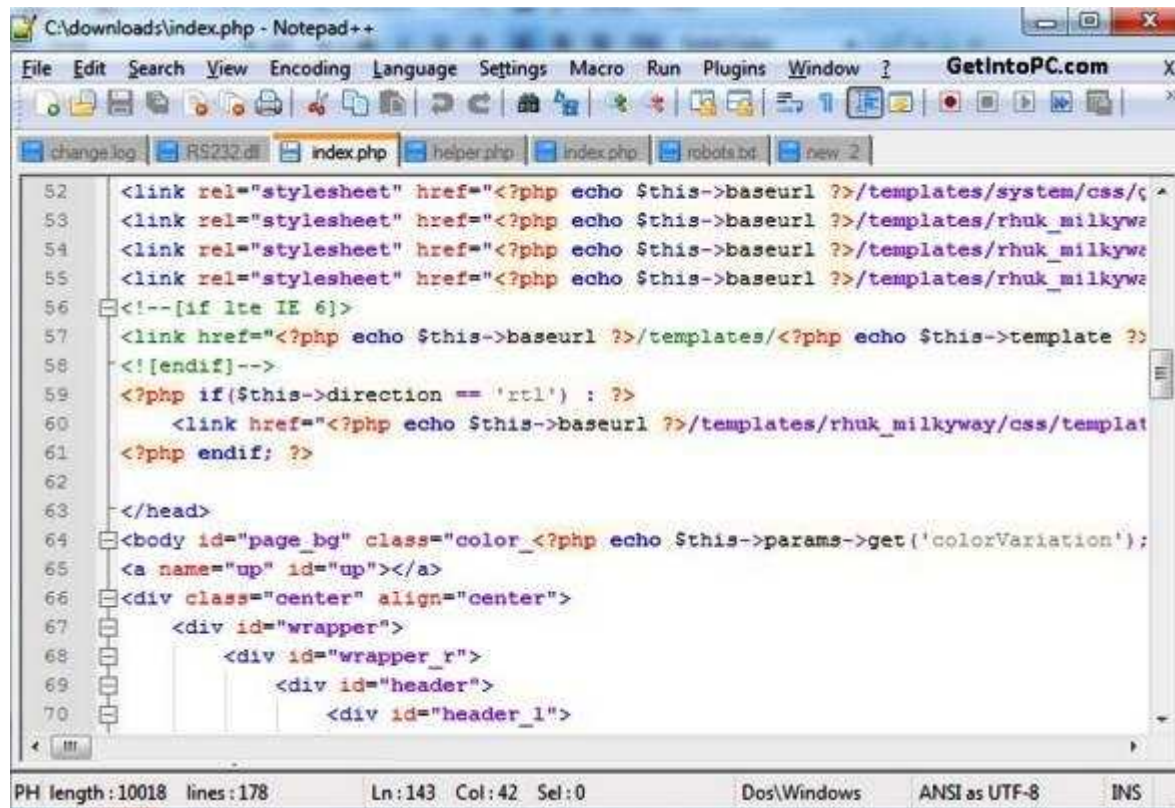 C:\downloads\index.php - Notepad++
File Edit Search View Encoding Language Settings Macro Run Plugins Window ? GetIntoPC.com X
change.log RS232.dll index.php helper.php index.php robots.txt new 2
52 <link rel="stylesheet" href="<?php echo $this->baseurl ?>/templates/system/css/
53 <link rel="stylesheet" href="<?php echo $this->baseurl ?>/templates/rhuk_milkywa
54 <link rel="stylesheet" href="<?php echo $this->baseurl ?>/templates/rhuk_milkywa
55 <link rel="stylesheet" href="<?php echo $this->baseurl ?>/templates/rhuk_milkywa
56 <!--[if lte IE 6]>
57 <link href="<?php echo $this->baseurl ?>/templates/<?php echo $this->template ?>
58 <![endif]-->
59 <?php if($this->direction == 'rtl') : ?>
60 <link href="<?php echo $this->baseurl ?>/templates/rhuk_milkyway/css/templat
61 <?php endif; ?>
62
63 </head>
64 <body id="page_bg" class="color_<?php echo $this->params->get('colorVariation');
65 <a name="up" id="up"></a>
66 <div class="center" align="center">
67 <div id="wrapper">
68 <div id="wrapper_r">
69 <div id="header">
70 <div id="header_l">
PH length : 10018 lines : 178 Ln : 143 Col : 42 Sel : 0 Dos\Windows ANSI as UTF-8 INS